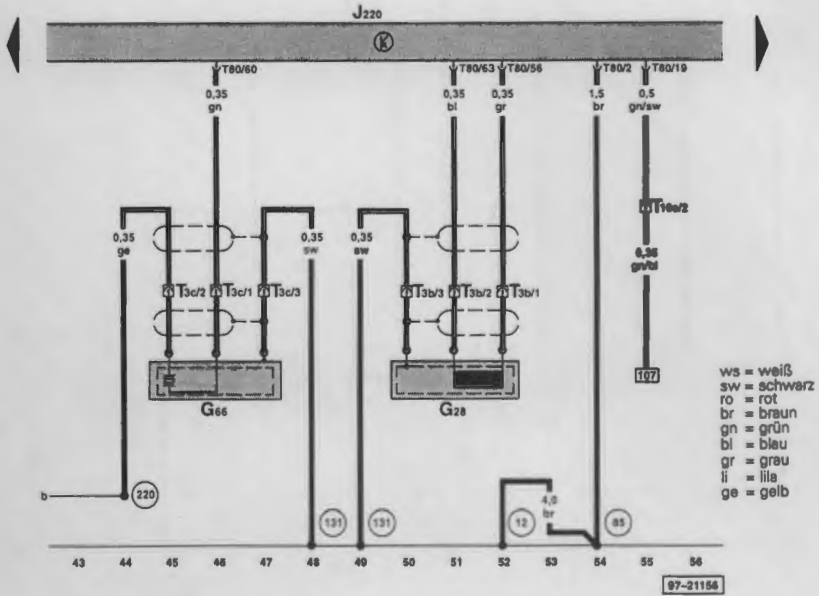 J220
K
T80/60
T80/63
T80/56
T80/2
T80/19
0,35
gn
0,35
bl
0,35
gr
1,5
br
0,5
gn/sw
T10a/2
0,35
ge
0,35
sw
0,35
sw
0,35
gn/bl
T3c/2
T3c/1
T3c/3
T3b/3
T3b/2
T3b/1
G66
G28
107
ws = weiß
sw = schwarz
ro = rot
br = braun
gn = grün
bl = blau
gr = grau
li = lila
ge = gelb
b
220
131
131
12
4,0
br
85
43 44 45 46 47 48 49 50 51 52 53 54 55 56
97-21156